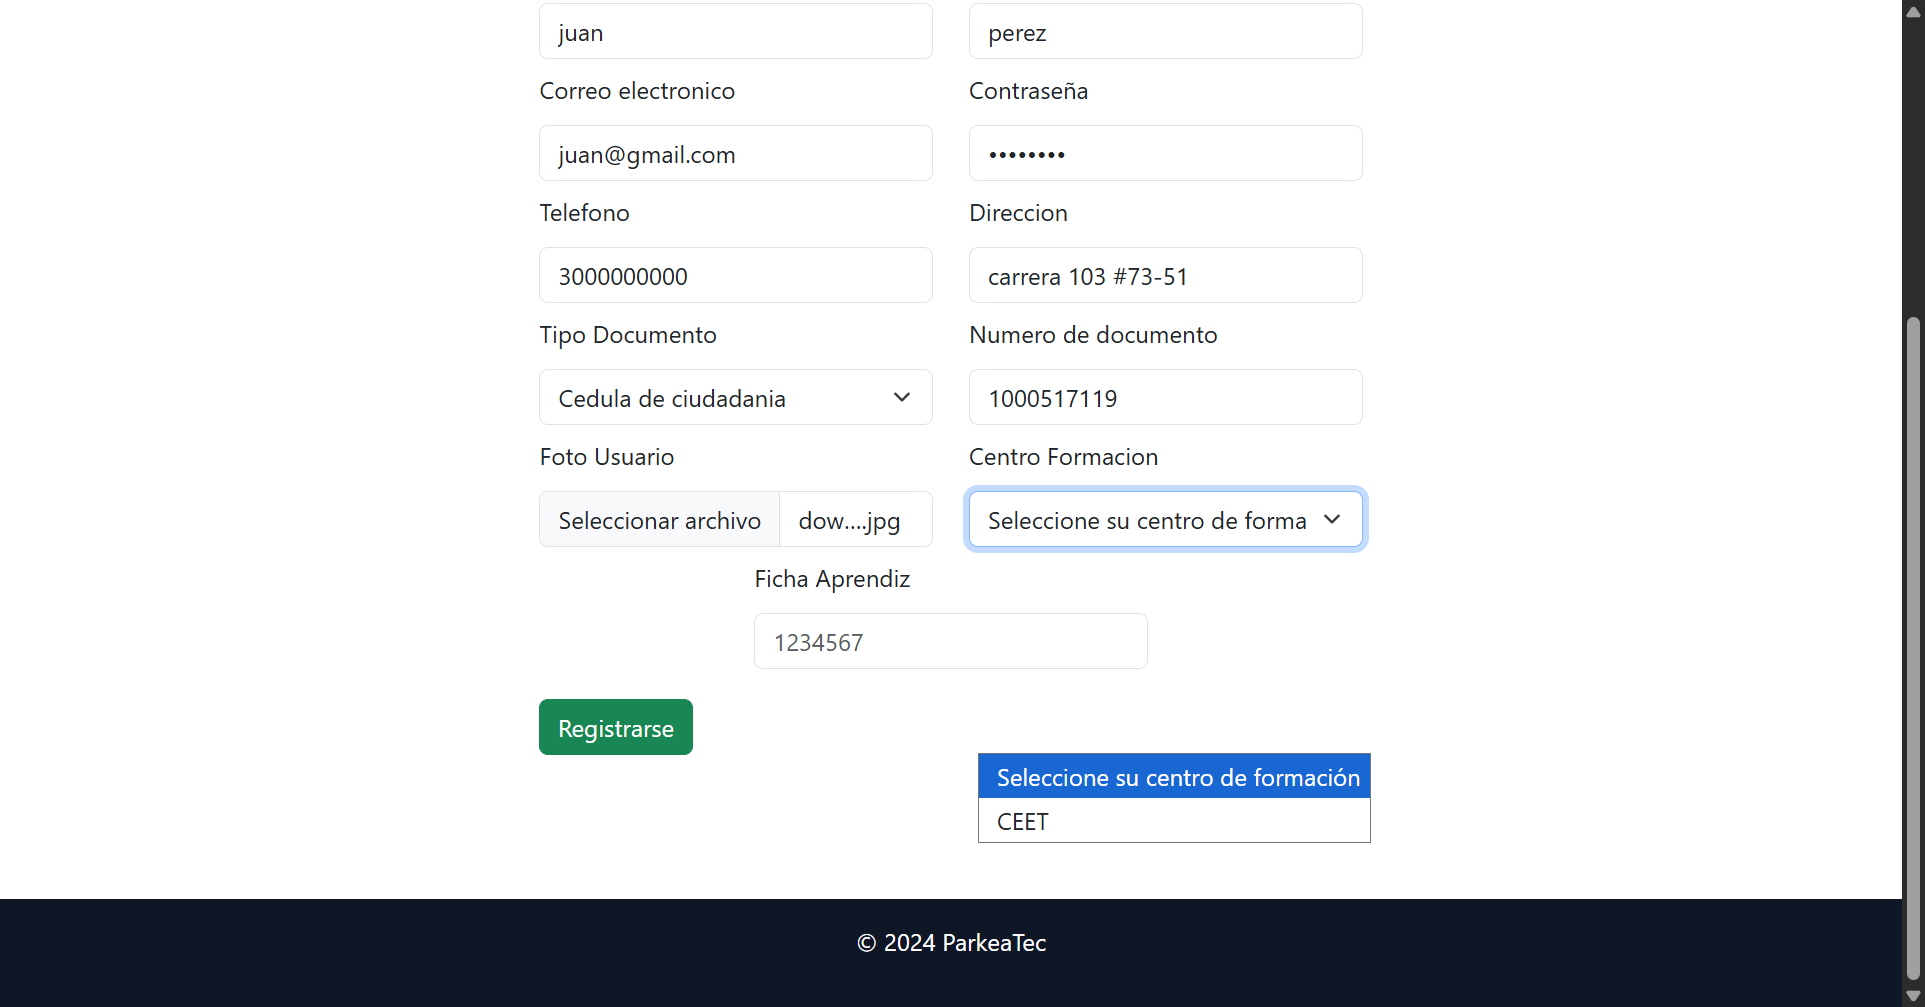 juan
perez
Correo electronico
Contraseña
juan@gmail.com
••••••••
Telefono
Direccion
3000000000
carrera 103 #73-51
Tipo Documento
Numero de documento
Cedula de ciudadania
1000517119
Foto Usuario
Centro Formacion
Seleccionar archivo
dow....jpg
Seleccione su centro de forma
Ficha Aprendiz
1234567
Registrarse
Seleccione su centro de formación
CEET
© 2024 ParkeaTec